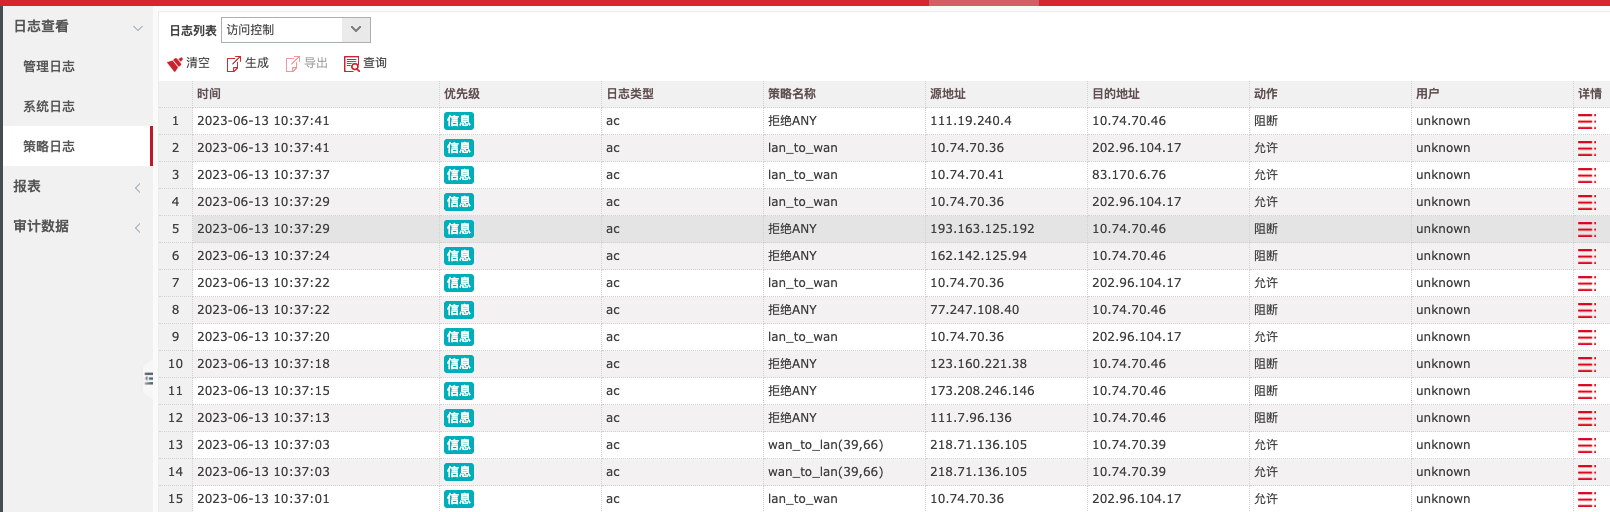 日志查看
管理日志
系统日志
策略日志
报表
审计数据
日志列表 访问控制
清空 生成 导出 查询
时间 优先级 日志类型 策略名称 源地址 目的地址 动作 用户 详情
1 2023-06-13 10:37:41 信息 ac 拒绝ANY 111.19.240.4 10.74.70.46 阻断 unknown
2 2023-06-13 10:37:41 信息 ac lan_to_wan 10.74.70.36 202.96.104.17 允许 unknown
3 2023-06-13 10:37:37 信息 ac lan_to_wan 10.74.70.41 83.170.6.76 允许 unknown
4 2023-06-13 10:37:29 信息 ac lan_to_wan 10.74.70.36 202.96.104.17 允许 unknown
5 2023-06-13 10:37:29 信息 ac 拒绝ANY 193.163.125.192 10.74.70.46 阻断 unknown
6 2023-06-13 10:37:24 信息 ac 拒绝ANY 162.142.125.94 10.74.70.46 阻断 unknown
7 2023-06-13 10:37:22 信息 ac lan_to_wan 10.74.70.36 202.96.104.17 允许 unknown
8 2023-06-13 10:37:22 信息 ac 拒绝ANY 77.247.108.40 10.74.70.46 阻断 unknown
9 2023-06-13 10:37:20 信息 ac lan_to_wan 10.74.70.36 202.96.104.17 允许 unknown
10 2023-06-13 10:37:18 信息 ac 拒绝ANY 123.160.221.38 10.74.70.46 阻断 unknown
11 2023-06-13 10:37:15 信息 ac 拒绝ANY 173.208.246.146 10.74.70.46 阻断 unknown
12 2023-06-13 10:37:13 信息 ac 拒绝ANY 111.7.96.136 10.74.70.46 阻断 unknown
13 2023-06-13 10:37:03 信息 ac wan_to_lan(39,66) 218.71.136.105 10.74.70.39 允许 unknown
14 2023-06-13 10:37:03 信息 ac wan_to_lan(39,66) 218.71.136.105 10.74.70.39 允许 unknown
15 2023-06-13 10:37:01 信息 ac lan_to_wan 10.74.70.36 202.96.104.17 允许 unknown